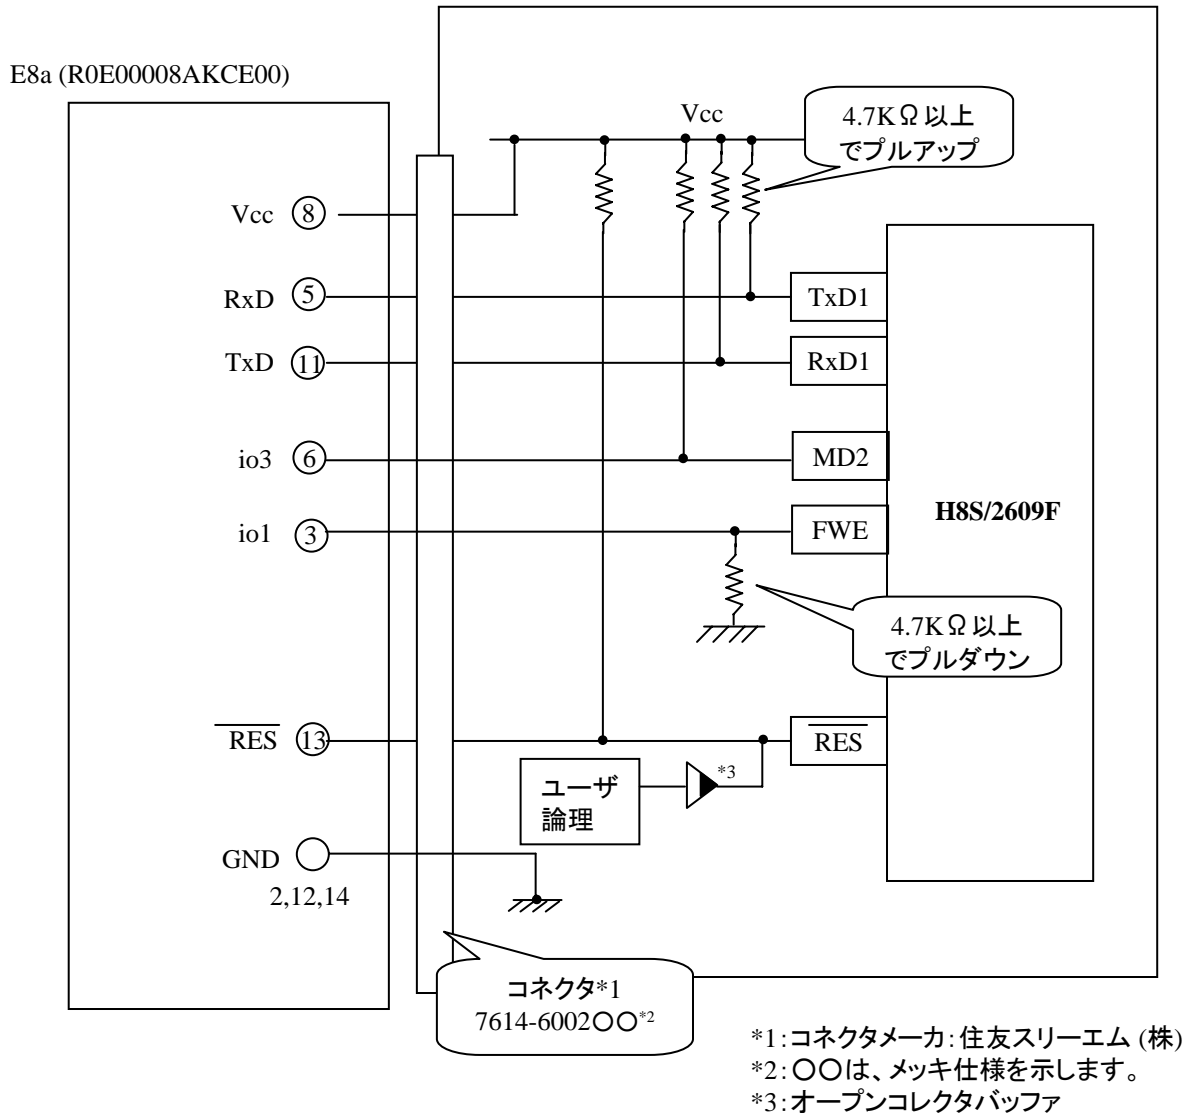 E8a (R0E00008AKCE00)
Vcc
4.7KΩ以上
でプルアップ
Vcc ⑧
RxD ⑤
TxD1
TxD ⑪
RxD1
io3 ⑥
MD2
io1 ③
FWE
H8S/2609F
4.7KΩ以上
でプルダウン
RES ⑬
RES
ユーザ
論理
*3
GND
2,12,14
コネクタ*1
7614-6002〇〇*2
*1:コネクタメーカ:住友スリーエム (株)
*2:〇〇は、メッキ仕様を示します。
*3:オープンコレクタバッファ